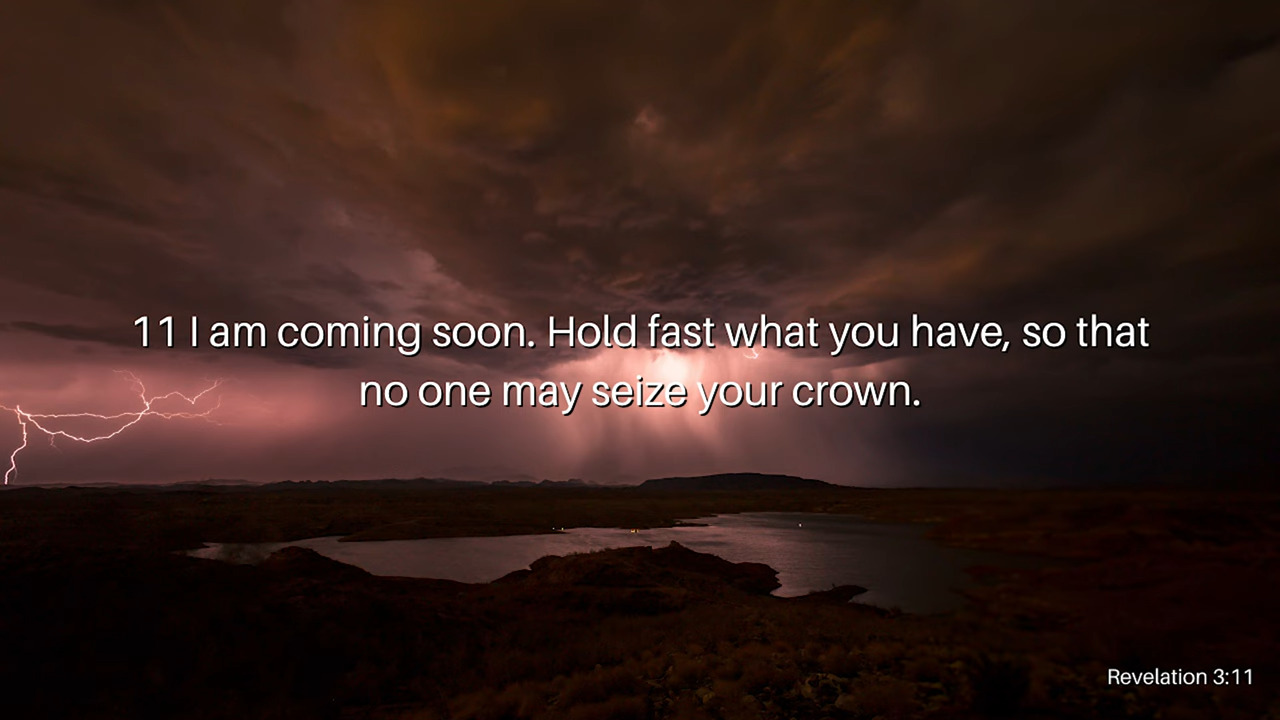 11 I am coming soon. Hold fast what you have, so that
no one may seize your crown.
Revelation 3:11